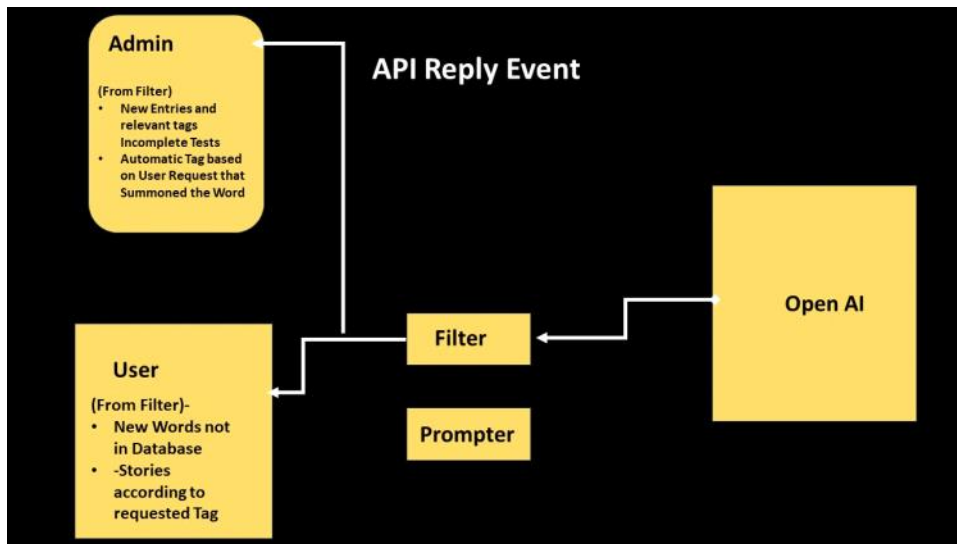 Admin
(From Filter)
• New Entries and
relevant tags
Incomplete Tests
• Automatic Tag based
on User Request that
Summoned the Word
API Reply Event
Open AI
Filter
Prompter
User
(From Filter)-
• New Words not
in Database
• -Stories
according to
requested Tag